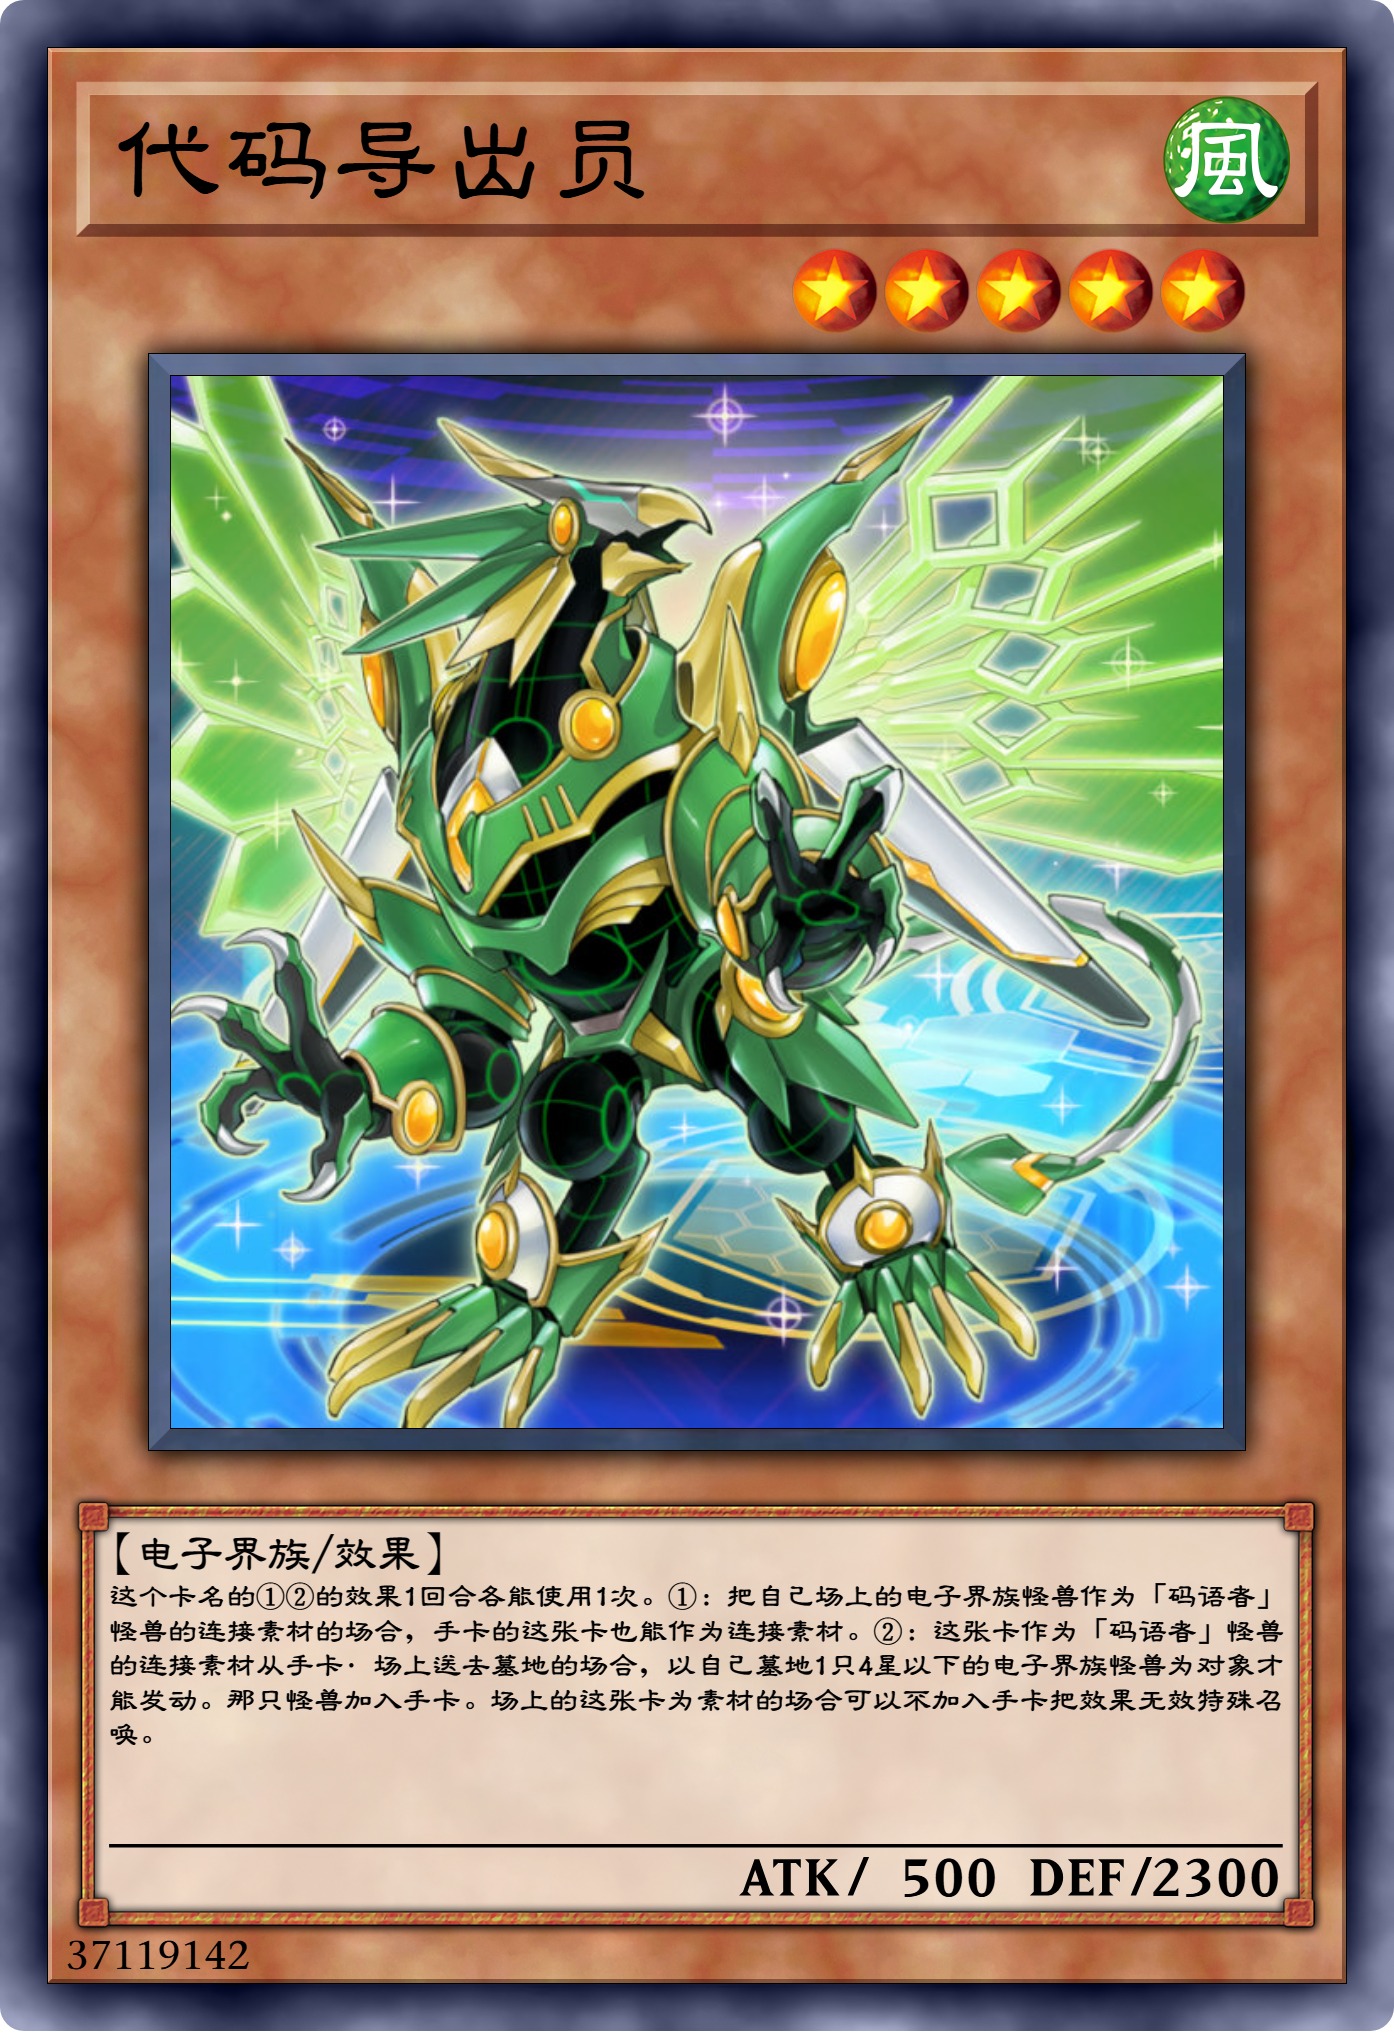 代码导出员
風
【电子界族/效果】
这个卡名的①②的效果1回合各能使用1次。①：把自己场上的电子界族怪兽作为「码语者」
怪兽的连接素材的场合，手卡的这张卡也能作为连接素材。②：这张卡作为「码语者」怪兽
的连接素材从手卡·场上送去墓地的场合，以自己墓地1只4星以下的电子界族怪兽为对象才
能发动。那只怪兽加入手卡。场上的这张卡为素材的场合可以不加入手卡把效果无效特殊召
唤。
ATK/ 500 DEF/2300
37119142